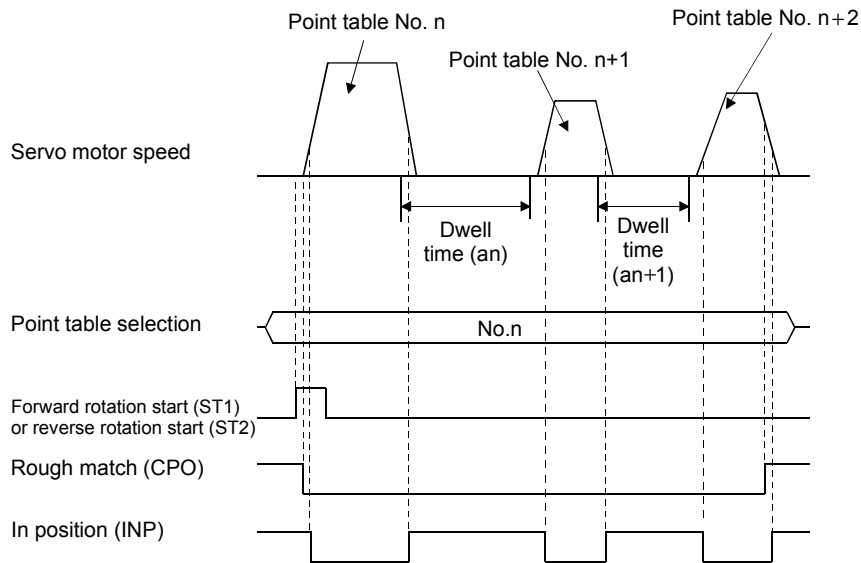 Point table No. n
Point table No. n+1
Point table No. n+2
Servo motor speed
Dwell
time (an)
Dwell
time
(an+1)
Point table selection
No.n
Forward rotation start (ST1)
or reverse rotation start (ST2)
Rough match (CPO)
In position (INP)